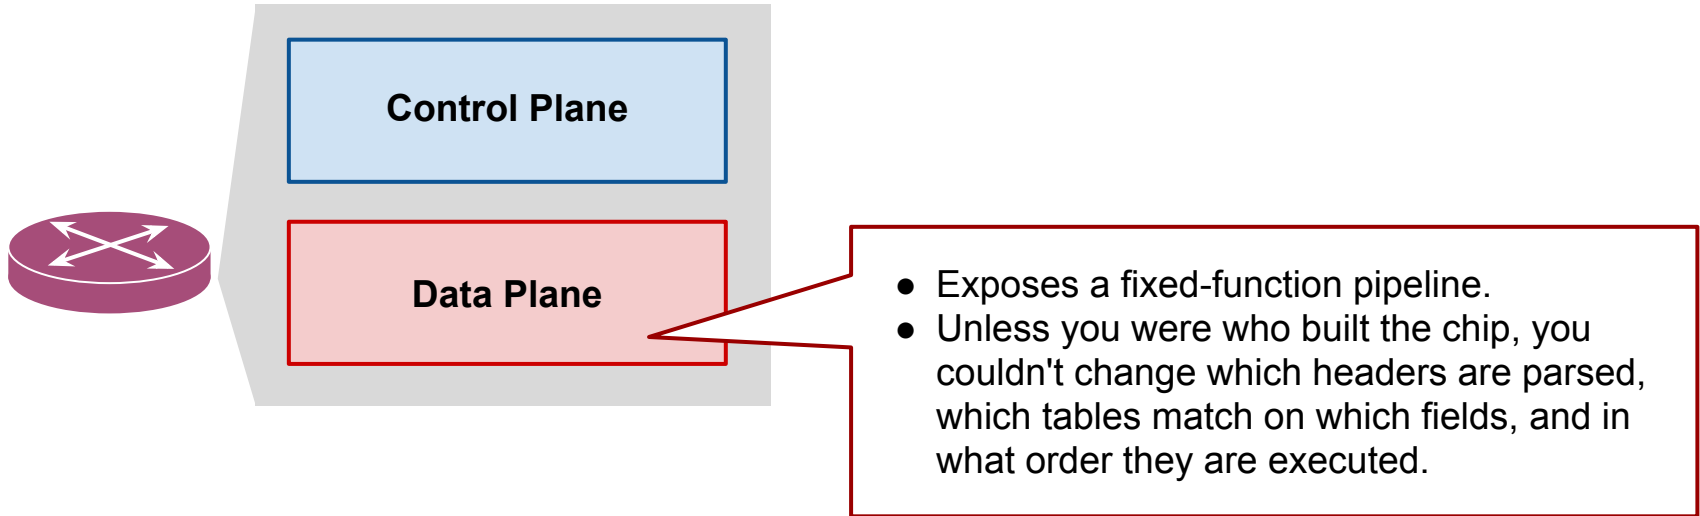 Control Plane
Data Plane
● Exposes a fixed-function pipeline.
● Unless you were who built the chip, you
couldn't change which headers are parsed,
which tables match on which fields, and in
what order they are executed.